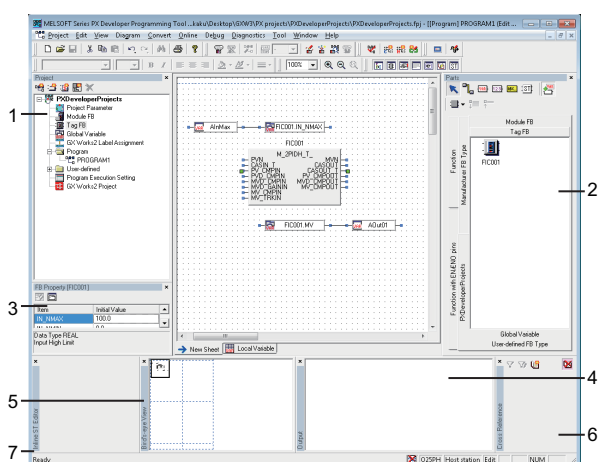 MELSOFT Series PX Developer Programming Tool ...iraku\Desktop\GXW3\PX projects\PXDeveloperProjects\PXDeveloperProjects.fpj - [[Program] PROGRAM1 (Edit ...
Project Edit View Diagram Convert Online Debug Diagnostics Tool Window Help
100%
Project
PXDeveloperProjects
Project Parameter
Module FB
Tag FB
Global Variable
GX Works2 Label Assignment
Program
PROGRAM1
User-defined
Program Execution Setting
GX Works2 Project
1
FB Property [FIC001]
3
Item Initial Value
IN_NMAX 100.0
Data Type REAL
Input High Limit
AInMax FIC001.IN_NMAX
FIC001
M_2PIDH_T_
PVN MVN
CASIN_T CASOUT
PV_CMPIN CASOUT_T
PVD_CMPIN PV_CMPOUT
MVD_CMPIN MVD_CMPOUT
MVD_GAININ MV_CMPOUT
MV_CMPIN
MV_TRKIN
FIC001.MV AOut01
New Sheet Local Variable
Parts
Module FB
Tag FB
FIC001
Function
Manufacturer FB Type
Function with EN/ENO pins
PXDeveloperProjects
2
Global Variable
User-defined FB Type
Inline ST Editor
5
Bird's-eye View
Output
4
Cross Reference
6
7
Ready
Q25PH Host station Edit NUM